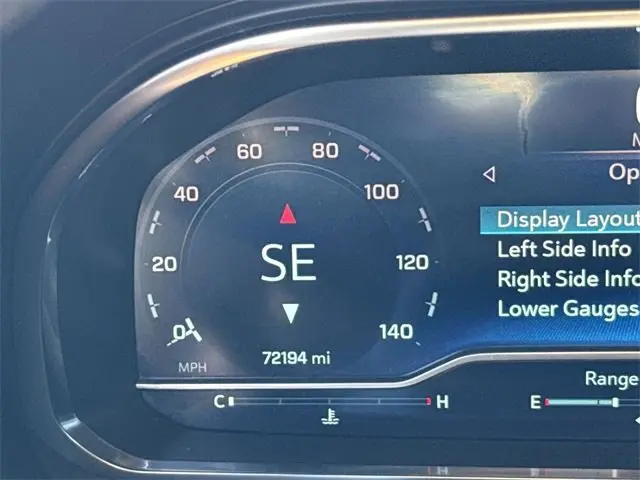 60 80
40 100
20 120
0 140
SE
MPH
72194 mi
C H
Display Layout
Left Side Info
Right Side Info
Lower Gauges
Range
E